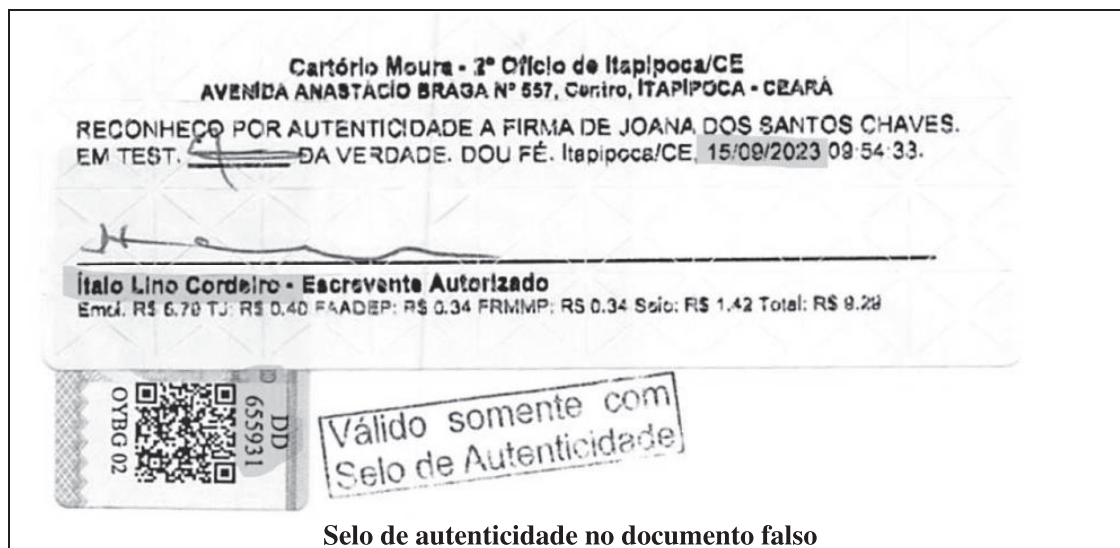 Cartório Moura - 2º Ofício de Itapipoca/CE
AVENIDA ANASTÁCIO BRAGA Nº 557, Centro, ITAPIPOCA - CEARÁ
RECONHEÇO POR AUTENTICIDADE A FIRMA DE JOANA DOS SANTOS CHAVES.
EM TEST. DA VERDADE. DOU FÉ. Itapipoca/CE, 15/09/2023 09:54:33.
Ítalo Lino Cordeiro - Escrevente Autorizado
Emol. R$ 6.79 TJ: R$ 0.40 FAADEP: R$ 0.34 FRMMP: R$ 0.34 Selo: R$ 1.42 Total: R$ 9.29
DD
655931
OYBG 02
Válido somente com
Selo de Autenticidade
Selo de autenticidade no documento falso